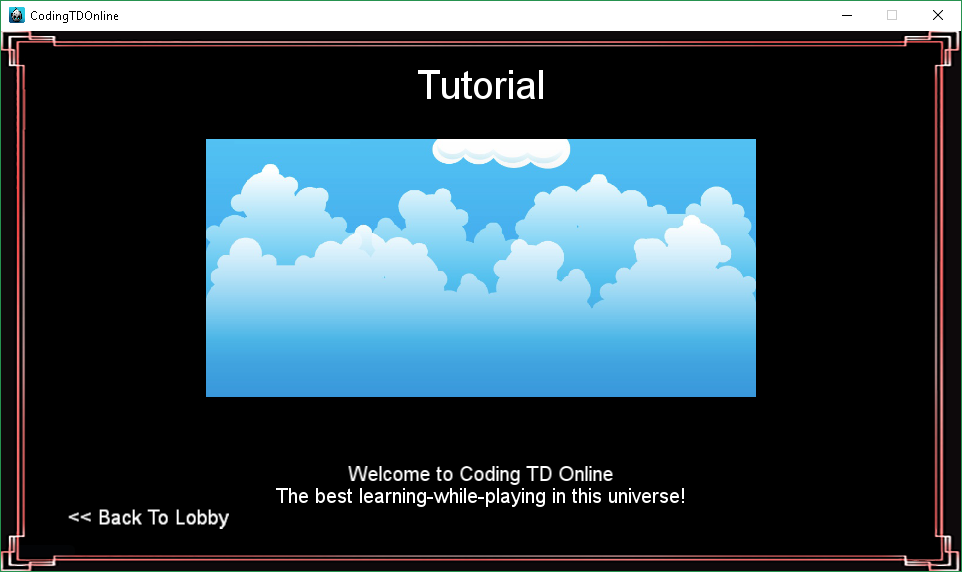 CodingTDOnline
Tutorial
Welcome to Coding TD Online
The best learning-while-playing in this universe!
<< Back To Lobby